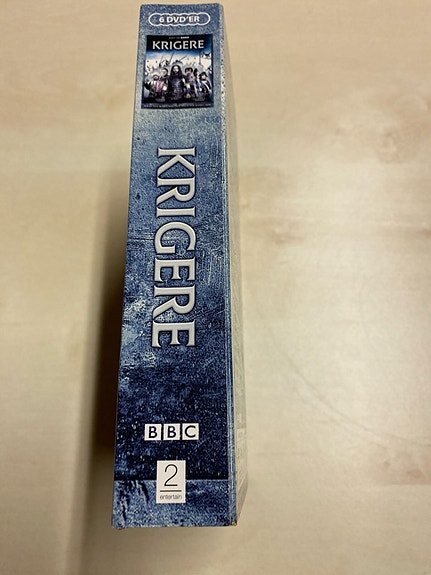 6 DVD'ER
KRIGERE
KRIGERE
BBC
2
entertain